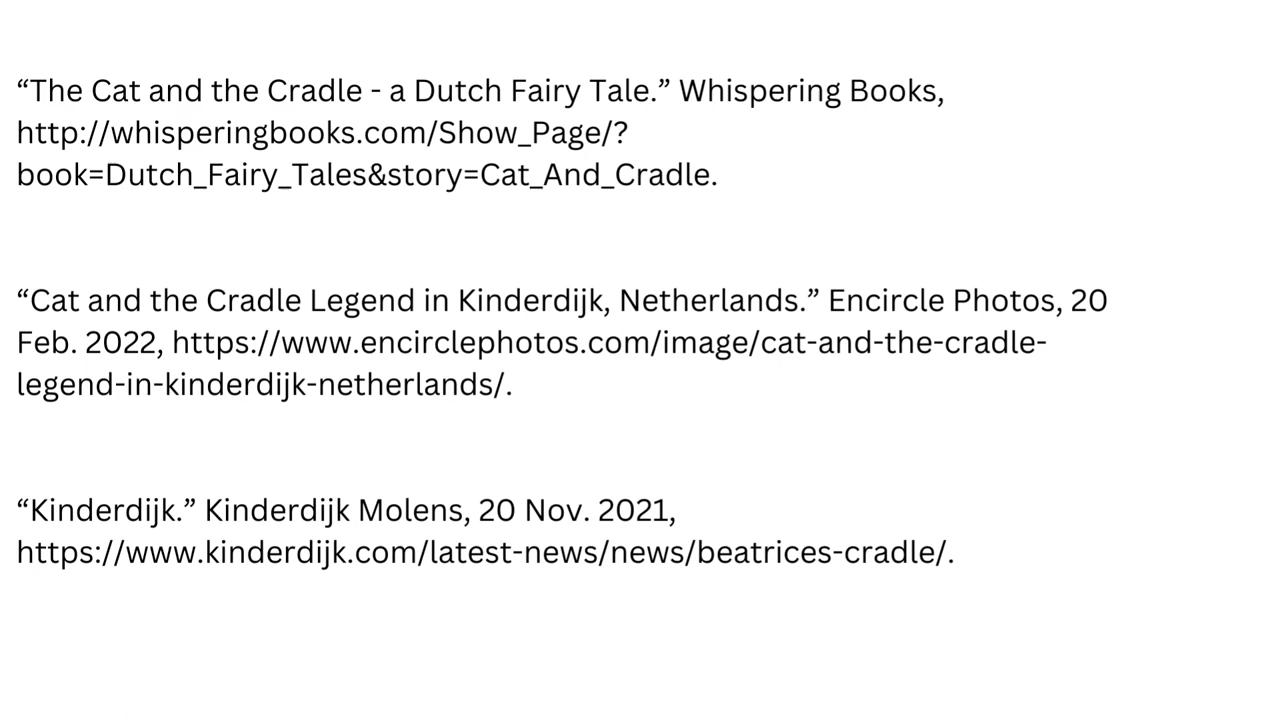 “The Cat and the Cradle - a Dutch Fairy Tale.” Whispering Books,
http://whisperingbooks.com/Show_Page/?
book=Dutch_Fairy_Tales&story=Cat_And_Cradle.
“Cat and the Cradle Legend in Kinderdijk, Netherlands.” Encircle Photos, 20
Feb. 2022, https://www.encirclephotos.com/image/cat-and-the-cradle-
legend-in-kinderdijk-netherlands/.
“Kinderdijk.” Kinderdijk Molens, 20 Nov. 2021,
https://www.kinderdijk.com/latest-news/news/beatrices-cradle/.